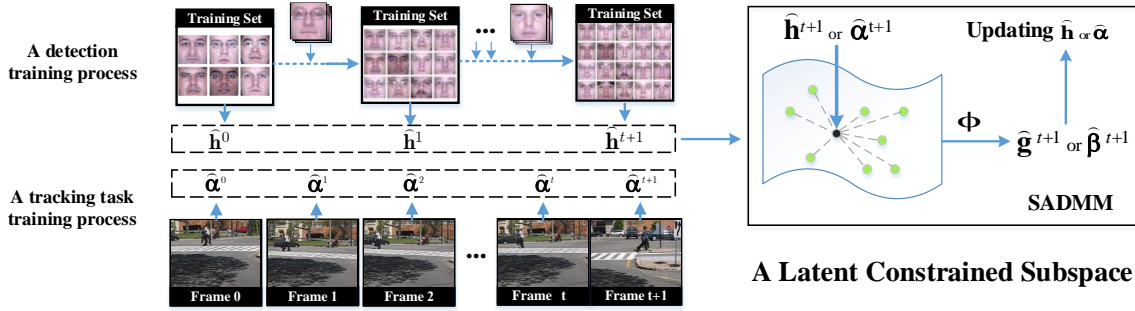 A detection
training process
Training Set
Training Set
...
Training Set
ĥ⁰
ĥ¹
ĥᵗ⁺¹
A tracking task
training process
α̂⁰
α̂¹
α̂²
α̂ᵗ
α̂ᵗ⁺¹
...
Frame 0
Frame 1
Frame 2
Frame t
Frame t+1
ĥᵗ⁺¹ or α̂ᵗ⁺¹
Updating ĥ or α̂
Φ
ĝᵗ⁺¹ or β̂ᵗ⁺¹
SADMM
A Latent Constrained Subspace